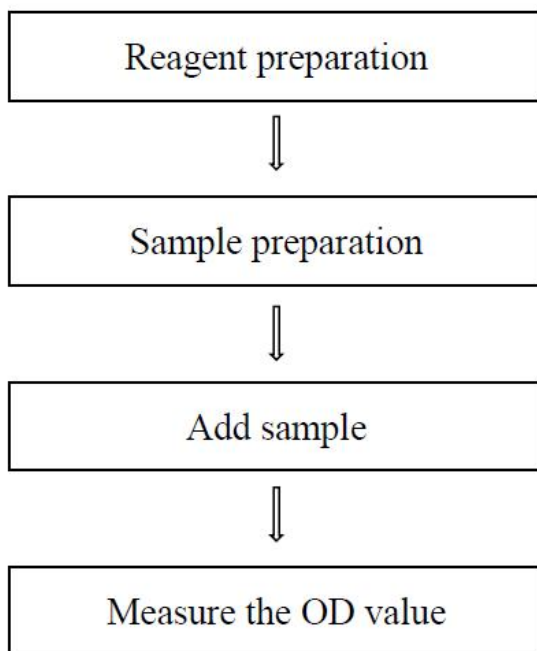 Reagent preparation
Sample preparation
Add sample
Measure the OD value